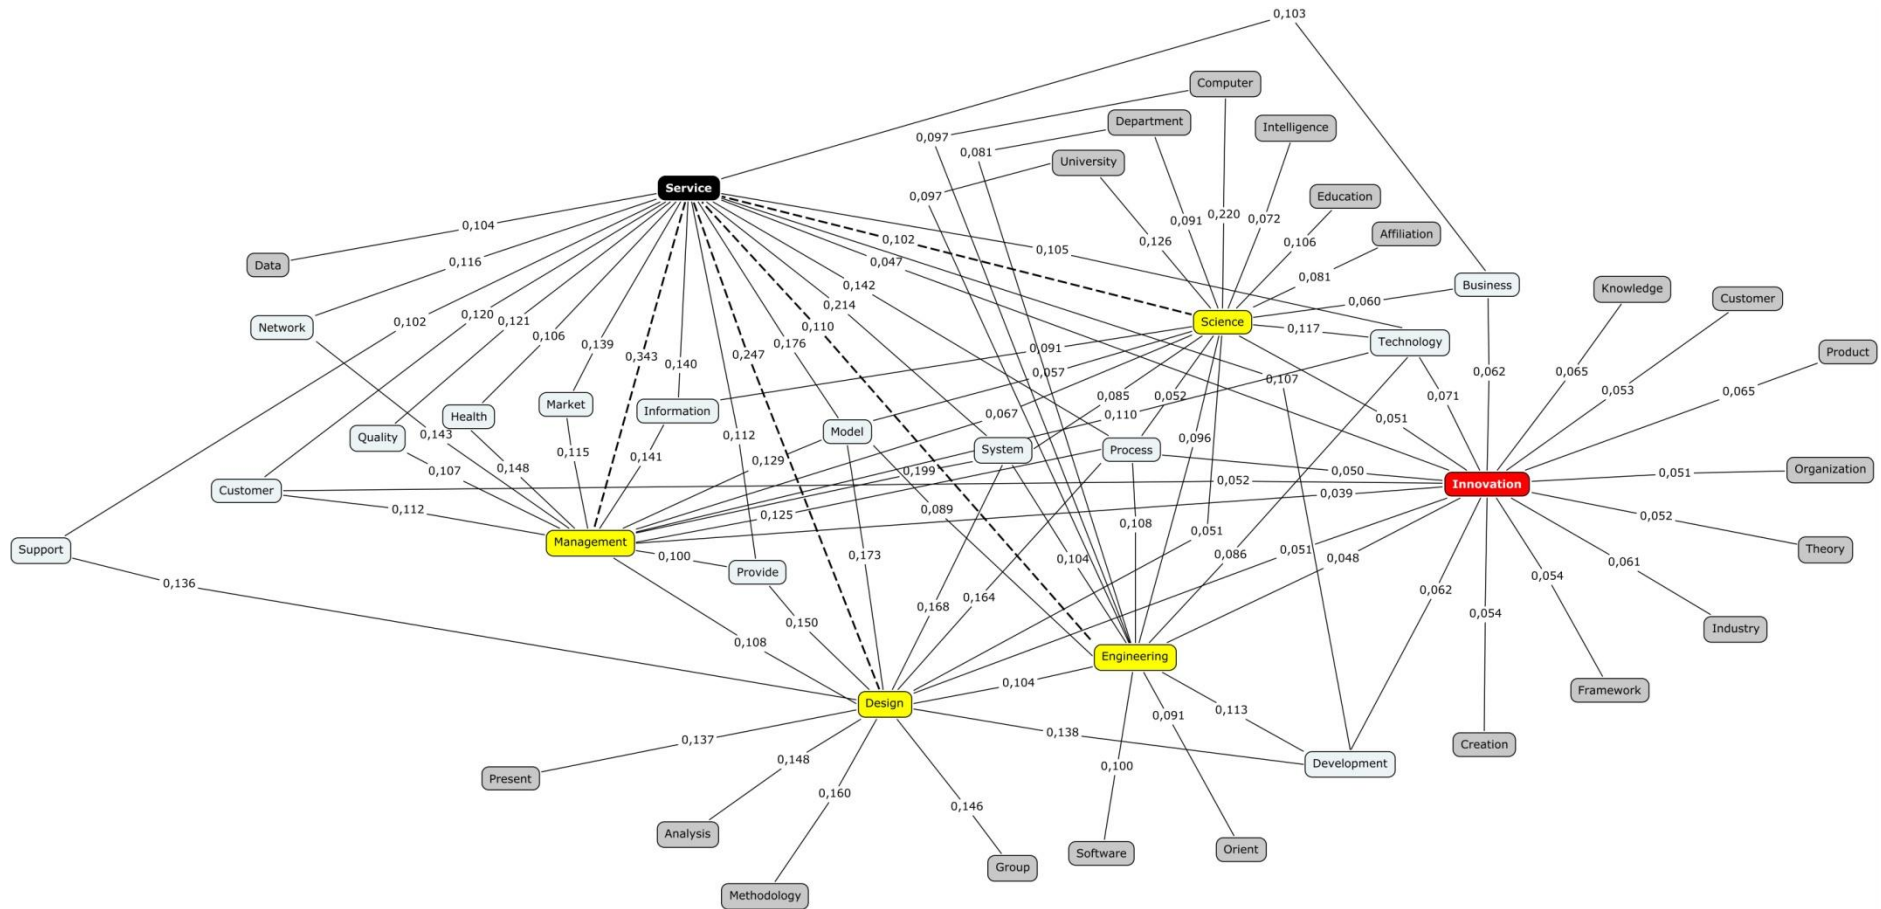 0,103
Computer
Department
Intelligence
0,097
0,081
University
Service
0,097
Education
0,104
0,091
0,220
0,072
Affiliation
0,102
0,126
0,106
0,105
0,116
0,047
Data
0,081
0,142
Business
Knowledge
Customer
0,060
0,214
0,120
0,121
0,102
Network
0,106
0,110
Science
0,117
0,176
Technology
0,139
0,343
0,140
0,247
0,091
Product
0,065
0,062
0,057
0,107
0,053
0,071
0,065
0,085
0,052
Market
Information
Health
0,067
0,110
0,051
Model
0,112
0,143
Quality
0,096
System
Process
0,141
0,115
0,129
0,148
0,107
0,199
0,050
0,051
Organization
Customer
0,052
Innovation
0,039
0,112
0,125
0,089
0,052
0,108
0,051
Management
Support
0,100
0,173
0,104
0,086
0,051
0,048
Theory
0,061
Provide
0,054
0,136
0,168
0,164
0,062
0,054
0,150
Industry
0,108
Engineering
0,104
Framework
Design
0,113
0,091
0,137
0,138
Creation
0,148
Development
0,100
Present
0,160
0,146
Analysis
Software
Orient
Group
Methodology